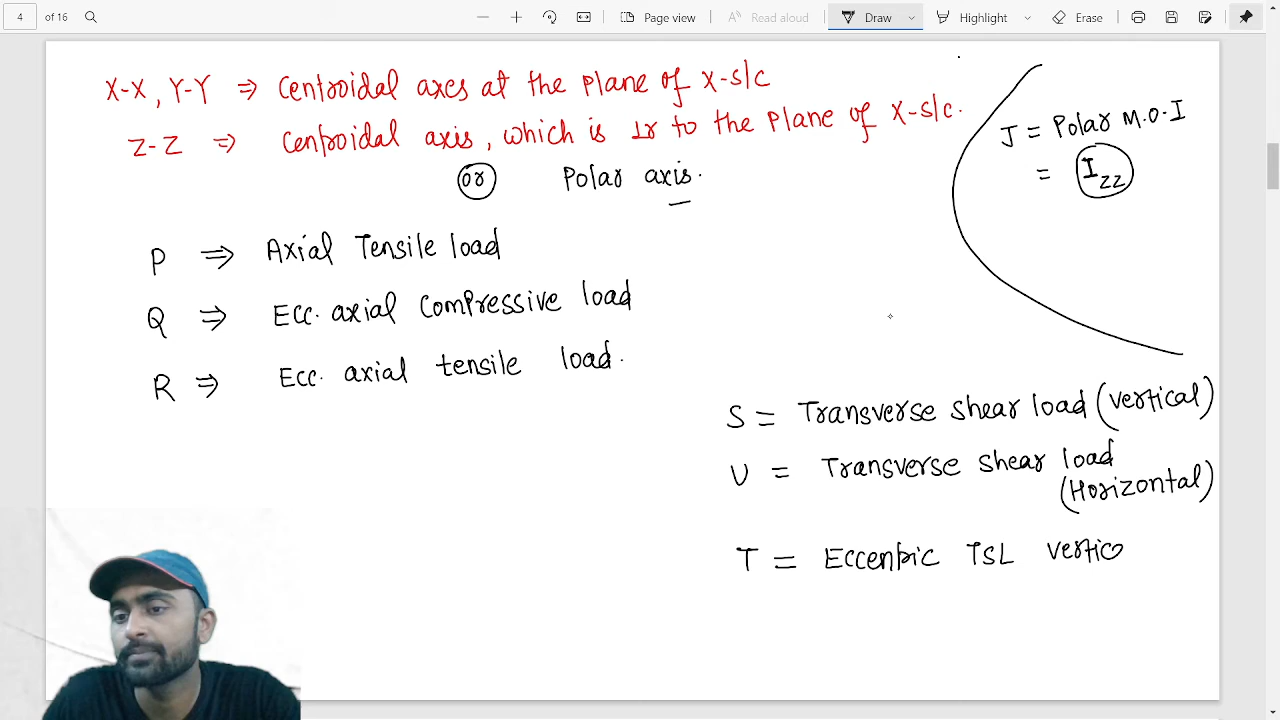 4 of 16 Page view Read aloud Draw Highlight Erase
X-X, Y-Y ⇒ Centroidal axes at the plane of X-s/c
Z-Z ⇒ Centroidal axis, which is ⊥r to the plane of X-s/c.
or Polar axis.
J = Polar M.O.I
= Izz
P ⇒ Axial Tensile load
Q ⇒ Ecc. axial compressive load
R ⇒ Ecc. axial tensile load.
S = Transverse shear load (vertical)
U = Transverse shear load
(Horizontal)
T = Eccentric TSL vertic